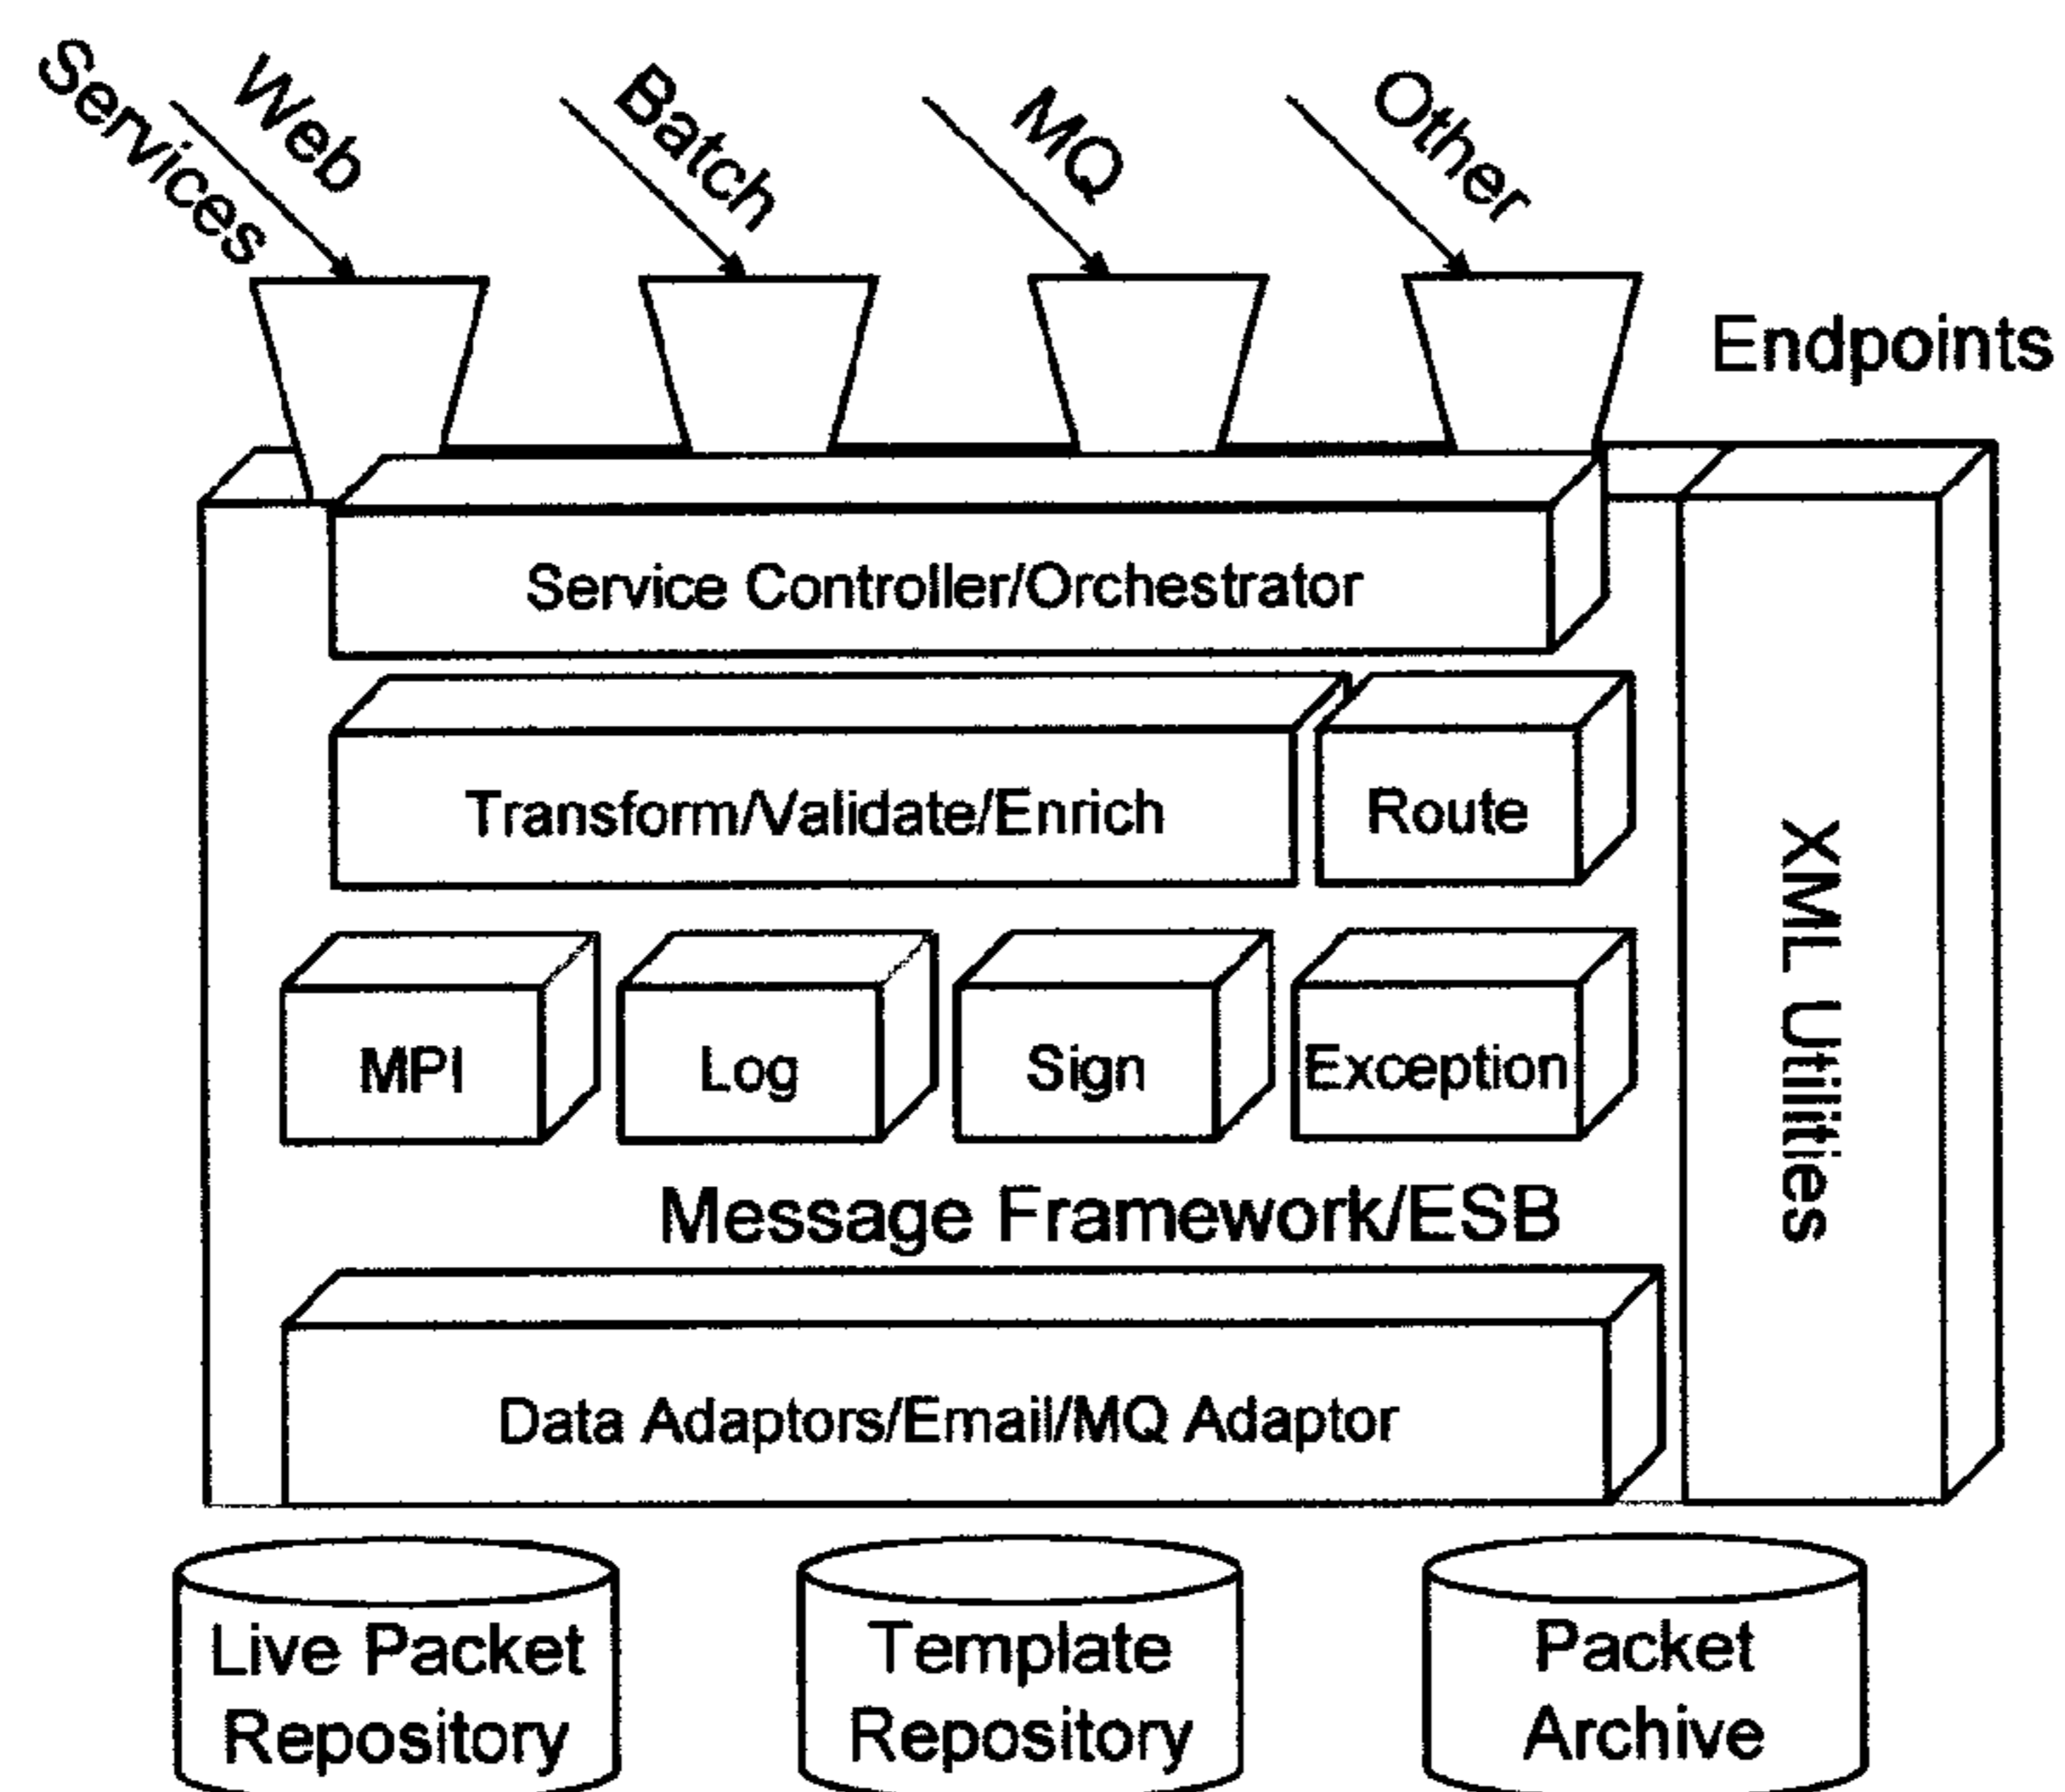 Web
Services
Batch
MQ
Other
Endpoints
Service Controller/Orchestrator
Transform/Validate/Enrich
Route
XML Utilities
MPI
Log
Sign
Exception
Message Framework/ESB
Data Adaptors/Email/MQ Adaptor
Live Packet
Repository
Template
Repository
Packet
Archive